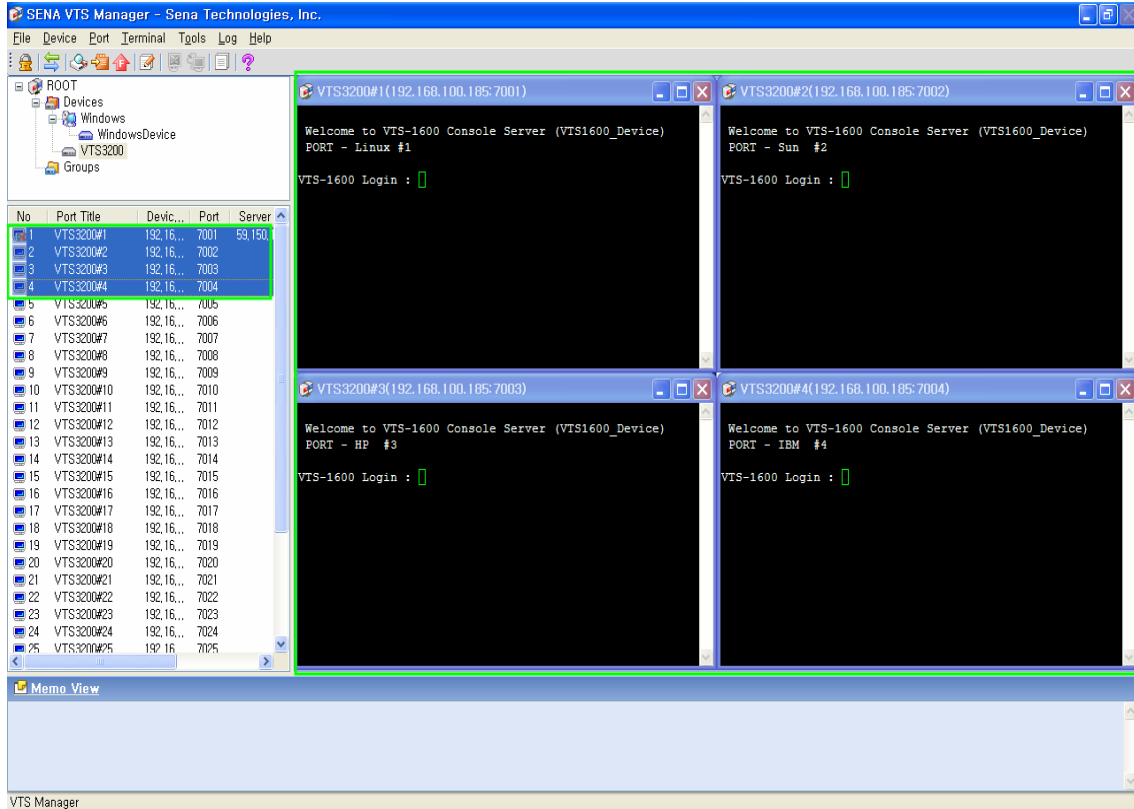 SENA VTS Manager - Sena Technologies, Inc.
File Device Port Terminal Tools Log Help
ROOT
Devices
Windows
WindowsDevice
VTS3200
Groups
No Port Title Devic... Port Server
1 VTS3200#1 192,16... 7001 59,150,
2 VTS3200#2 192,16... 7002
3 VTS3200#3 192,16... 7003
4 VTS3200#4 192,16... 7004
5 VTS3200#5 192,16... 7005
6 VTS3200#6 192,16... 7006
7 VTS3200#7 192,16... 7007
8 VTS3200#8 192,16... 7008
9 VTS3200#9 192,16... 7009
10 VTS3200#10 192,16... 7010
11 VTS3200#11 192,16... 7011
12 VTS3200#12 192,16... 7012
13 VTS3200#13 192,16... 7013
14 VTS3200#14 192,16... 7014
15 VTS3200#15 192,16... 7015
16 VTS3200#16 192,16... 7016
17 VTS3200#17 192,16... 7017
18 VTS3200#18 192,16... 7018
19 VTS3200#19 192,16... 7019
20 VTS3200#20 192,16... 7020
21 VTS3200#21 192,16... 7021
22 VTS3200#22 192,16... 7022
23 VTS3200#23 192,16... 7023
24 VTS3200#24 192,16... 7024
25 VTS3200#25 192 16 7025
VTS3200#1(192.168.100.185:7001)
Welcome to VTS-1600 Console Server (VTS1600_Device)
PORT - Linux #1
VTS-1600 Login :
VTS3200#2(192.168.100.185:7002)
Welcome to VTS-1600 Console Server (VTS1600_Device)
PORT - Sun #2
VTS-1600 Login :
VTS3200#3(192.168.100.185:7003)
Welcome to VTS-1600 Console Server (VTS1600_Device)
PORT - HP #3
VTS-1600 Login :
VTS3200#4(192.168.100.185:7004)
Welcome to VTS-1600 Console Server (VTS1600_Device)
PORT - IBM #4
VTS-1600 Login :
Memo View
VTS Manager